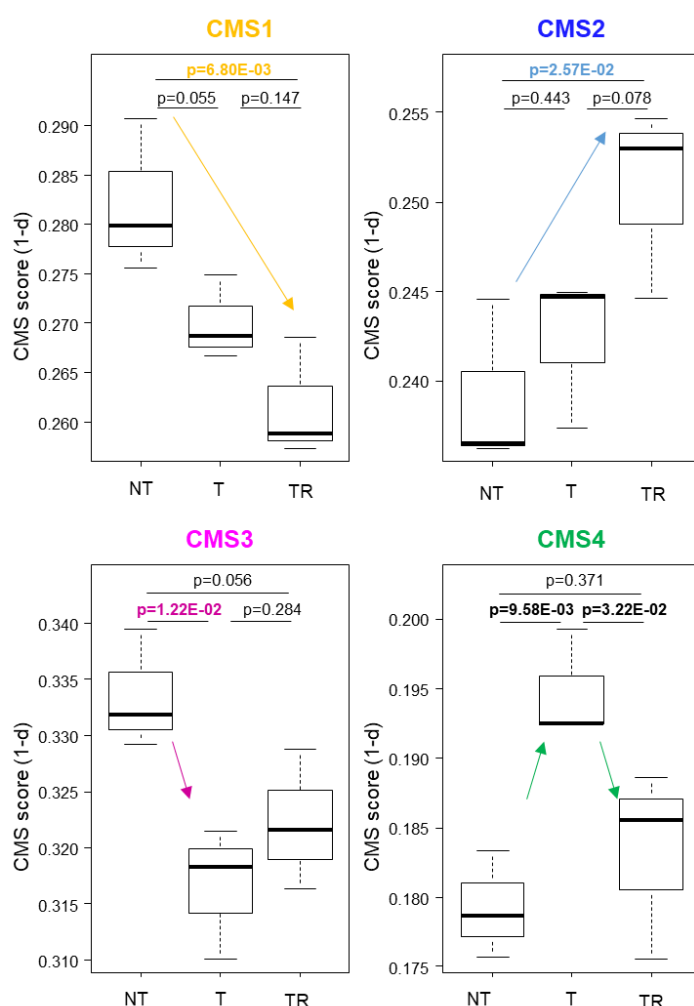 CMS1
p=6.80E-03
p=0.055 p=0.147
CMS score (1-d)
0.290
0.285
0.280
0.275
0.270
0.265
0.260
NT T TR
CMS2
p=2.57E-02
p=0.443 p=0.078
CMS score (1-d)
0.255
0.250
0.245
0.240
NT T TR
CMS3
p=0.056
p=1.22E-02 p=0.284
CMS score (1-d)
0.340
0.335
0.330
0.325
0.320
0.315
0.310
NT T TR
CMS4
p=0.371
p=9.58E-03 p=3.22E-02
CMS score (1-d)
0.200
0.195
0.190
0.185
0.180
0.175
NT T TR